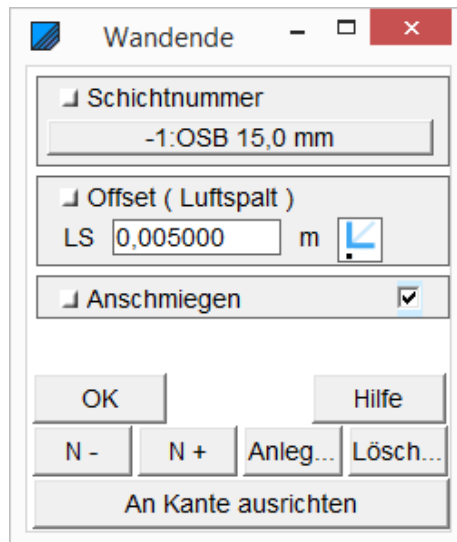 Wandende
Schichtnummer
-1:OSB 15,0 mm
Offset ( Luftspalt )
LS 0,005000 m
Anschmiegen
OK Hilfe
N - N + Anleg... Lösch...
An Kante ausrichten